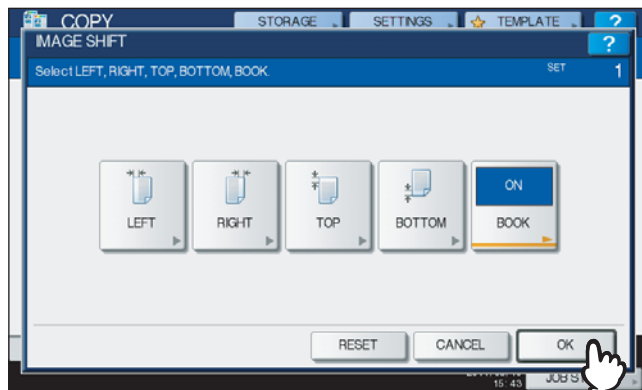 COPY STORAGE SETTINGS TEMPLATE ?
IMAGE SHIFT ?
Select LEFT, RIGHT, TOP, BOTTOM, BOOK. SET 1
LEFT RIGHT TOP BOTTOM ON BOOK
RESET CANCEL OK
15:43 JOB